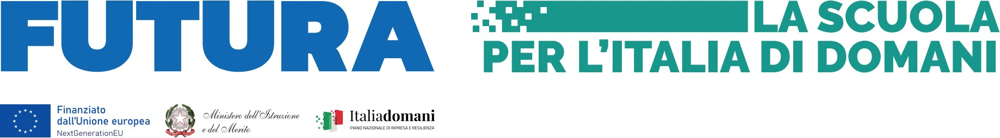 FUTURA
LA SCUOLA
PER L'ITALIA DI DOMANI
Finanziato
dall'Unione europea
NextGenerationEU
Ministero dell'Istruzione
e del Merito
Italiadomani
PIANO NAZIONALE DI RIPRESA E RESILIENZA